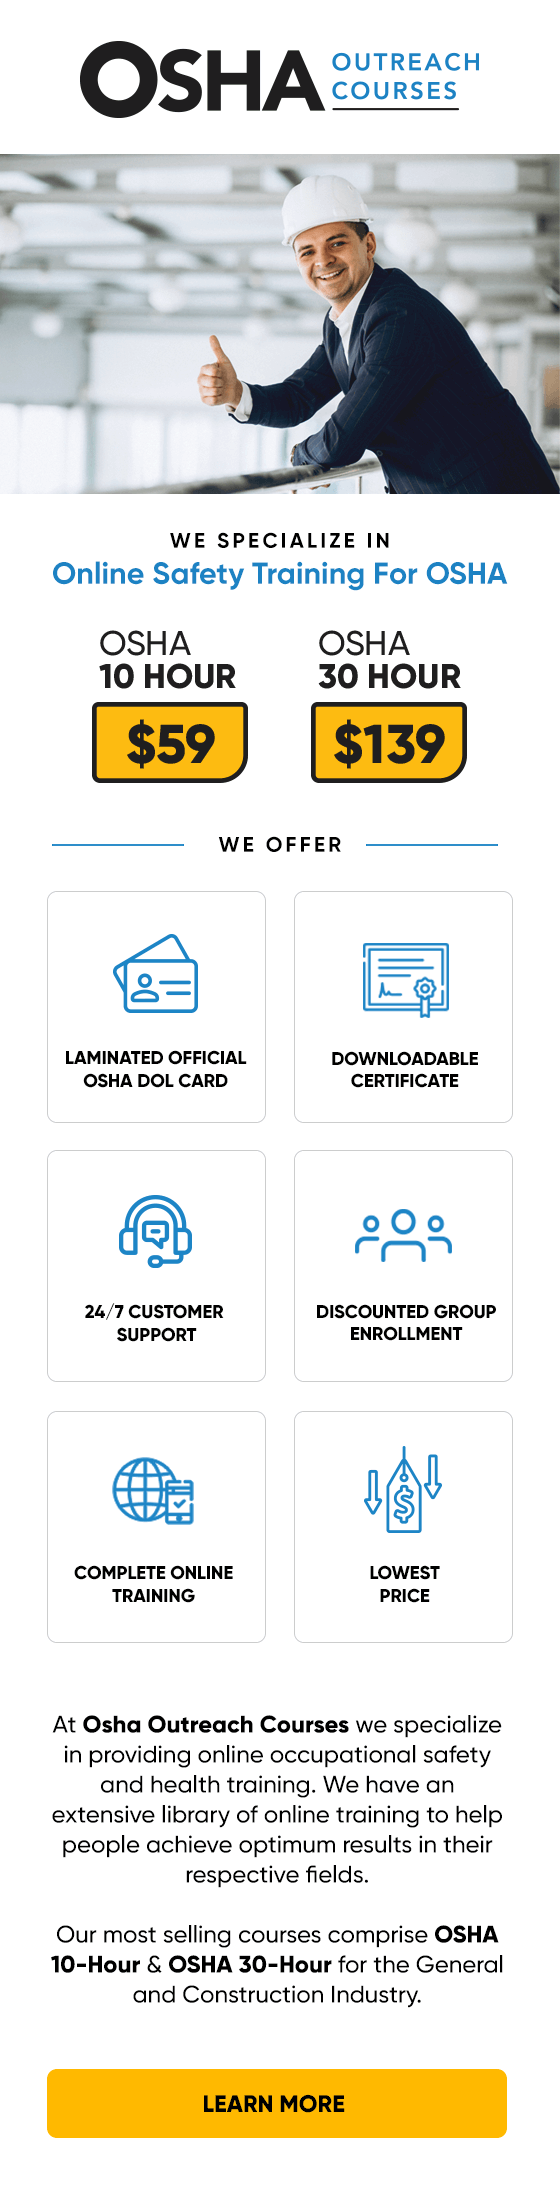 OSHA OUTREACH
COURSES
WE SPECIALIZE IN
Online Safety Training For OSHA
OSHA
10 HOUR
$59
OSHA
30 HOUR
$139
WE OFFER
LAMINATED OFFICIAL
OSHA DOL CARD
DOWNLOADABLE
CERTIFICATE
24/7 CUSTOMER
SUPPORT
DISCOUNTED GROUP
ENROLLMENT
COMPLETE ONLINE
TRAINING
$
LOWEST
PRICE
At Osha Outreach Courses we specialize
in providing online occupational safety
and health training. We have an
extensive library of online training to help
people achieve optimum results in their
respective fields.
Our most selling courses comprise OSHA
10-Hour & OSHA 30-Hour for the General
and Construction Industry.
LEARN MORE